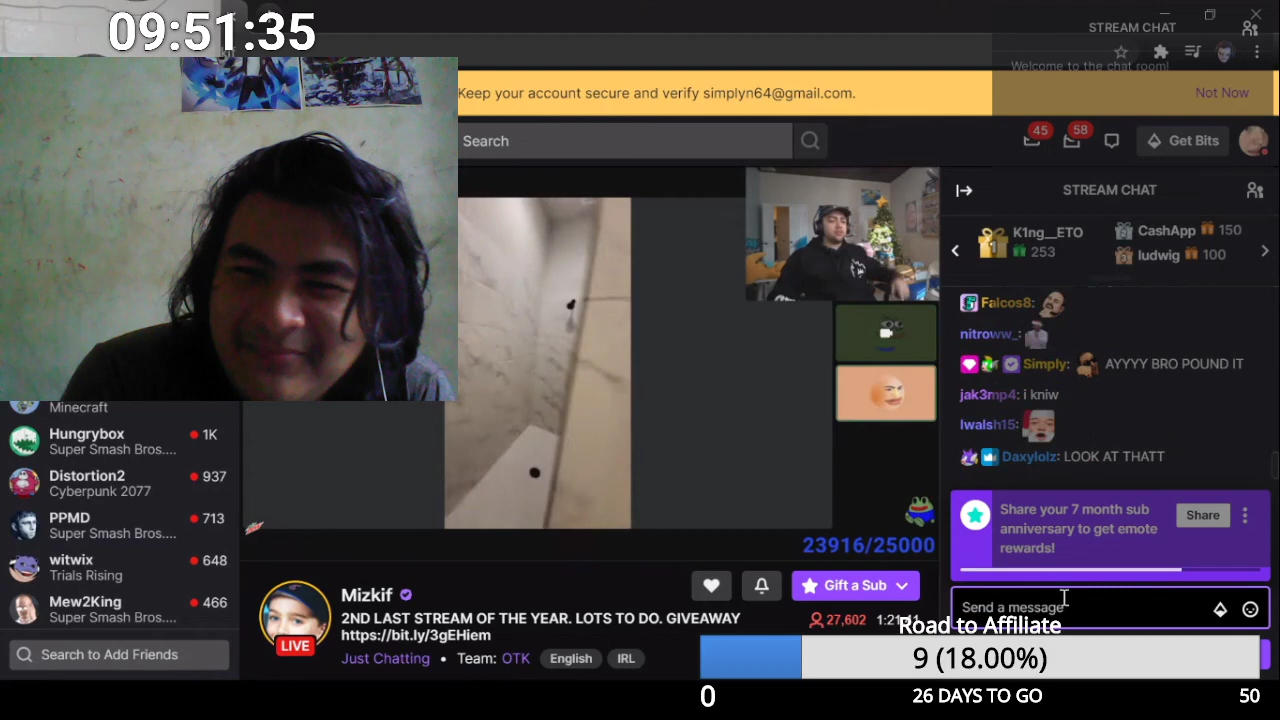 09:51:35
STREAM CHAT
Welcome to the chat room!
Keep your account secure and verify simplyn64@gmail.com.
Not Now
Search
45
58
Get Bits
STREAM CHAT
K1ng__ETO
253
CashApp 150
ludwig 100
Falcos8:
nitroww_:
Simply: AYYYY BRO POUND IT
jak3mp4: i kniw
lwalsh15:
Daxylolz: LOOK AT THATT
Share your 7 month sub
anniversary to get emote
rewards!
Share
Send a message
Minecraft
Hungrybox 1K
Super Smash Bros....
Distortion2 937
Cyberpunk 2077
PPMD 713
Super Smash Bros....
witwix 648
Trials Rising
Mew2King 466
Super Smash Bros....
Search to Add Friends
23916/25000
Mizkif
LIVE
2ND LAST STREAM OF THE YEAR. LOTS TO DO. GIVEAWAY
https://bit.ly/3gEHiem
Just Chatting • Team: OTK English IRL
Gift a Sub
27,602
Road to Affiliate
9 (18.00%)
0
26 DAYS TO GO
50